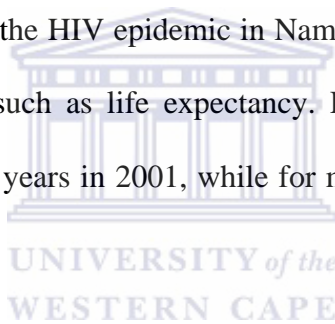 the HIV epidemic in Nam
such as life expectancy.
years in 2001, while for
UNIVERSITY of the
WESTERN CAPE